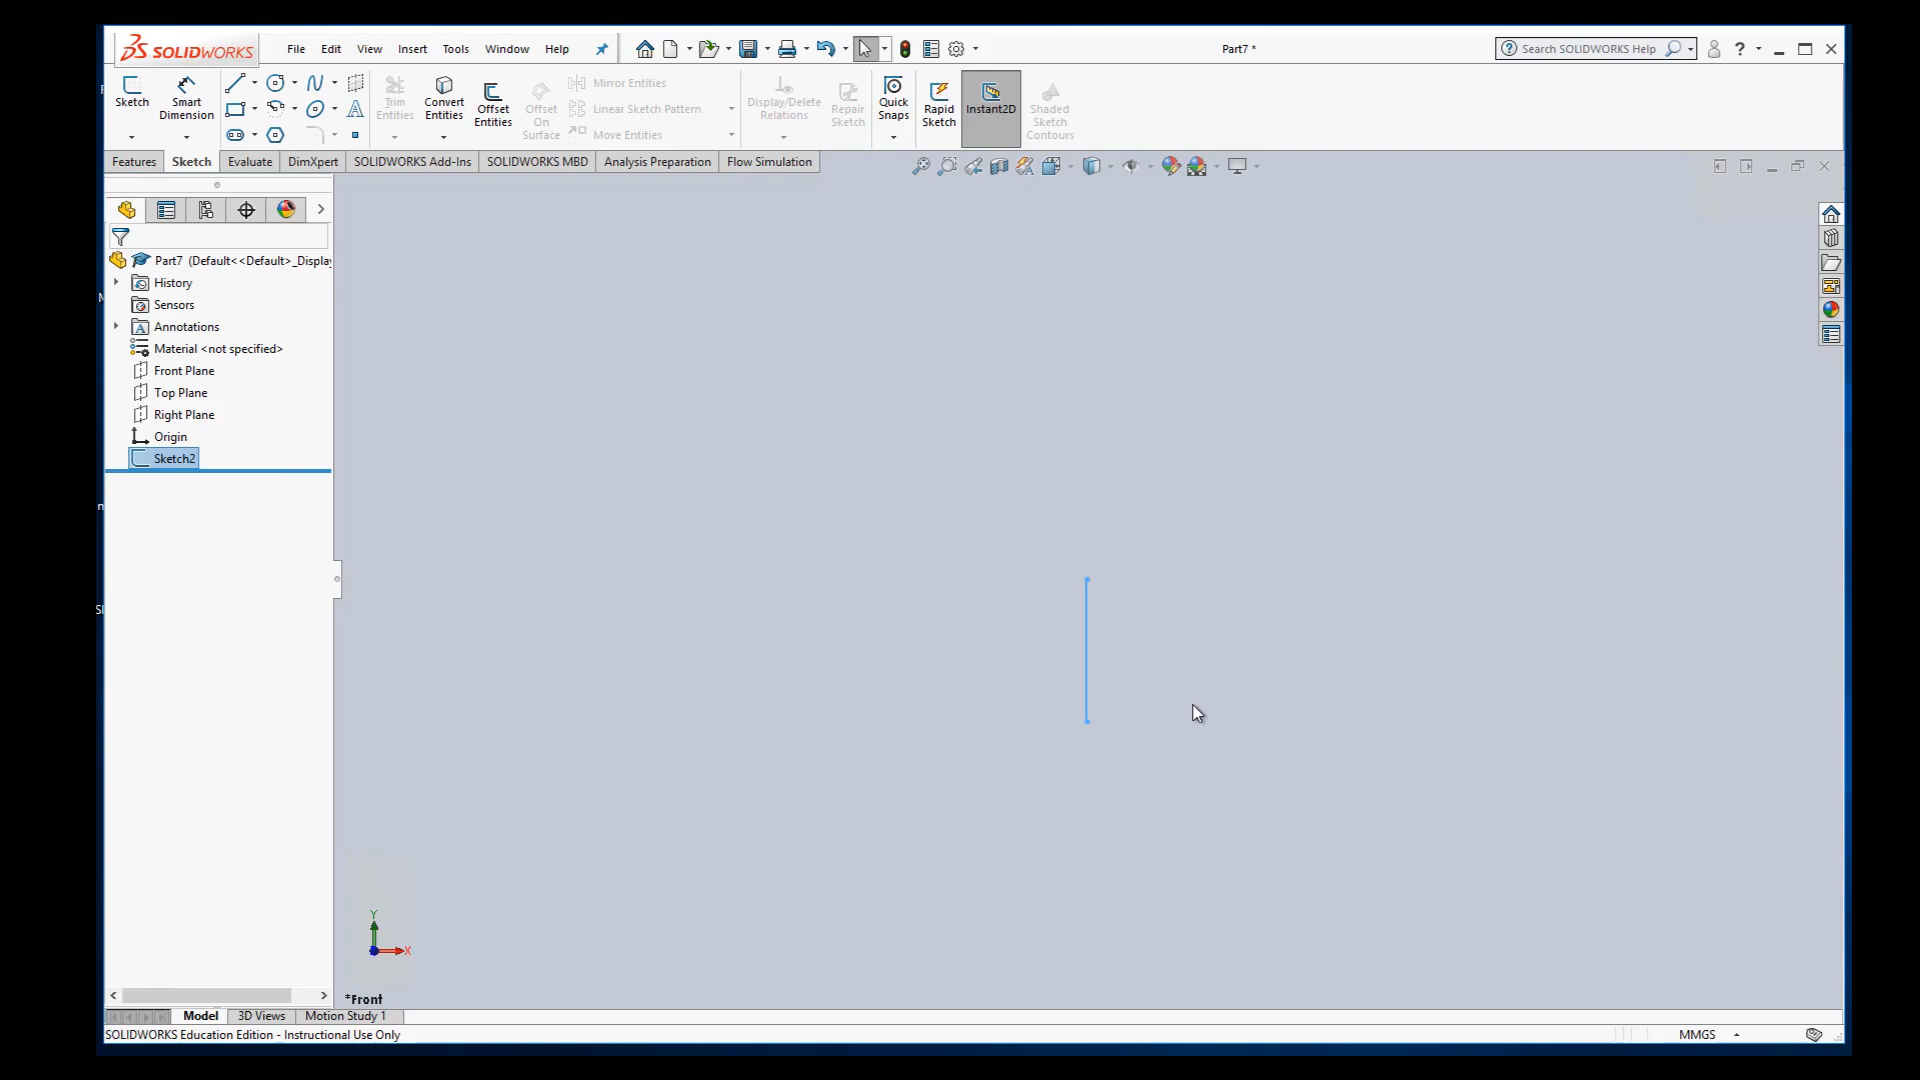 SOLIDWORKS
File Edit View Insert Tools Window Help
Part7 *
Search SOLIDWORKS Help
Sketch
Smart Dimension
Trim Entities
Convert Entities
Offset Entities
Offset On Surface
Mirror Entities
Linear Sketch Pattern
Move Entities
Display/Delete Relations
Repair Sketch
Quick Snaps
Rapid Sketch
Instant2D
Shaded Sketch Contours
Features Sketch Evaluate DimXpert SOLIDWORKS Add-Ins SOLIDWORKS MBD Analysis Preparation Flow Simulation
Part7 (Default<<Default>_Displa
History
Sensors
Annotations
Material <not specified>
Front Plane
Top Plane
Right Plane
Origin
Sketch2
Y
X
*Front
Model 3D Views Motion Study 1
SOLIDWORKS Education Edition - Instructional Use Only
MMGS